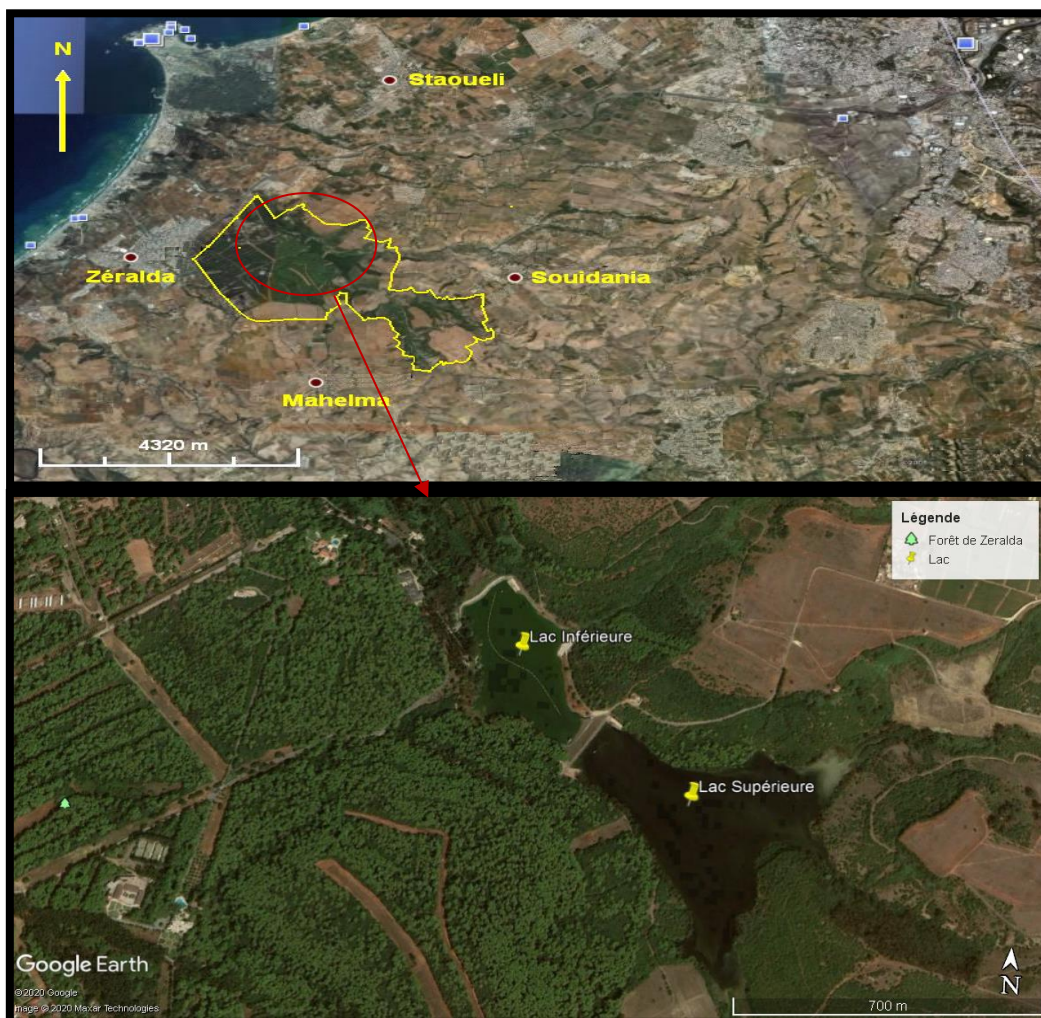 N
Staoueli
Zéralda
Souidania
Mahelma
4320 m
Légende
Forêt de Zeralda
Lac
Lac Inférieure
Lac Supérieure
Google Earth
©2020 Google
Image © 2020 Maxar Technologies
N
700 m